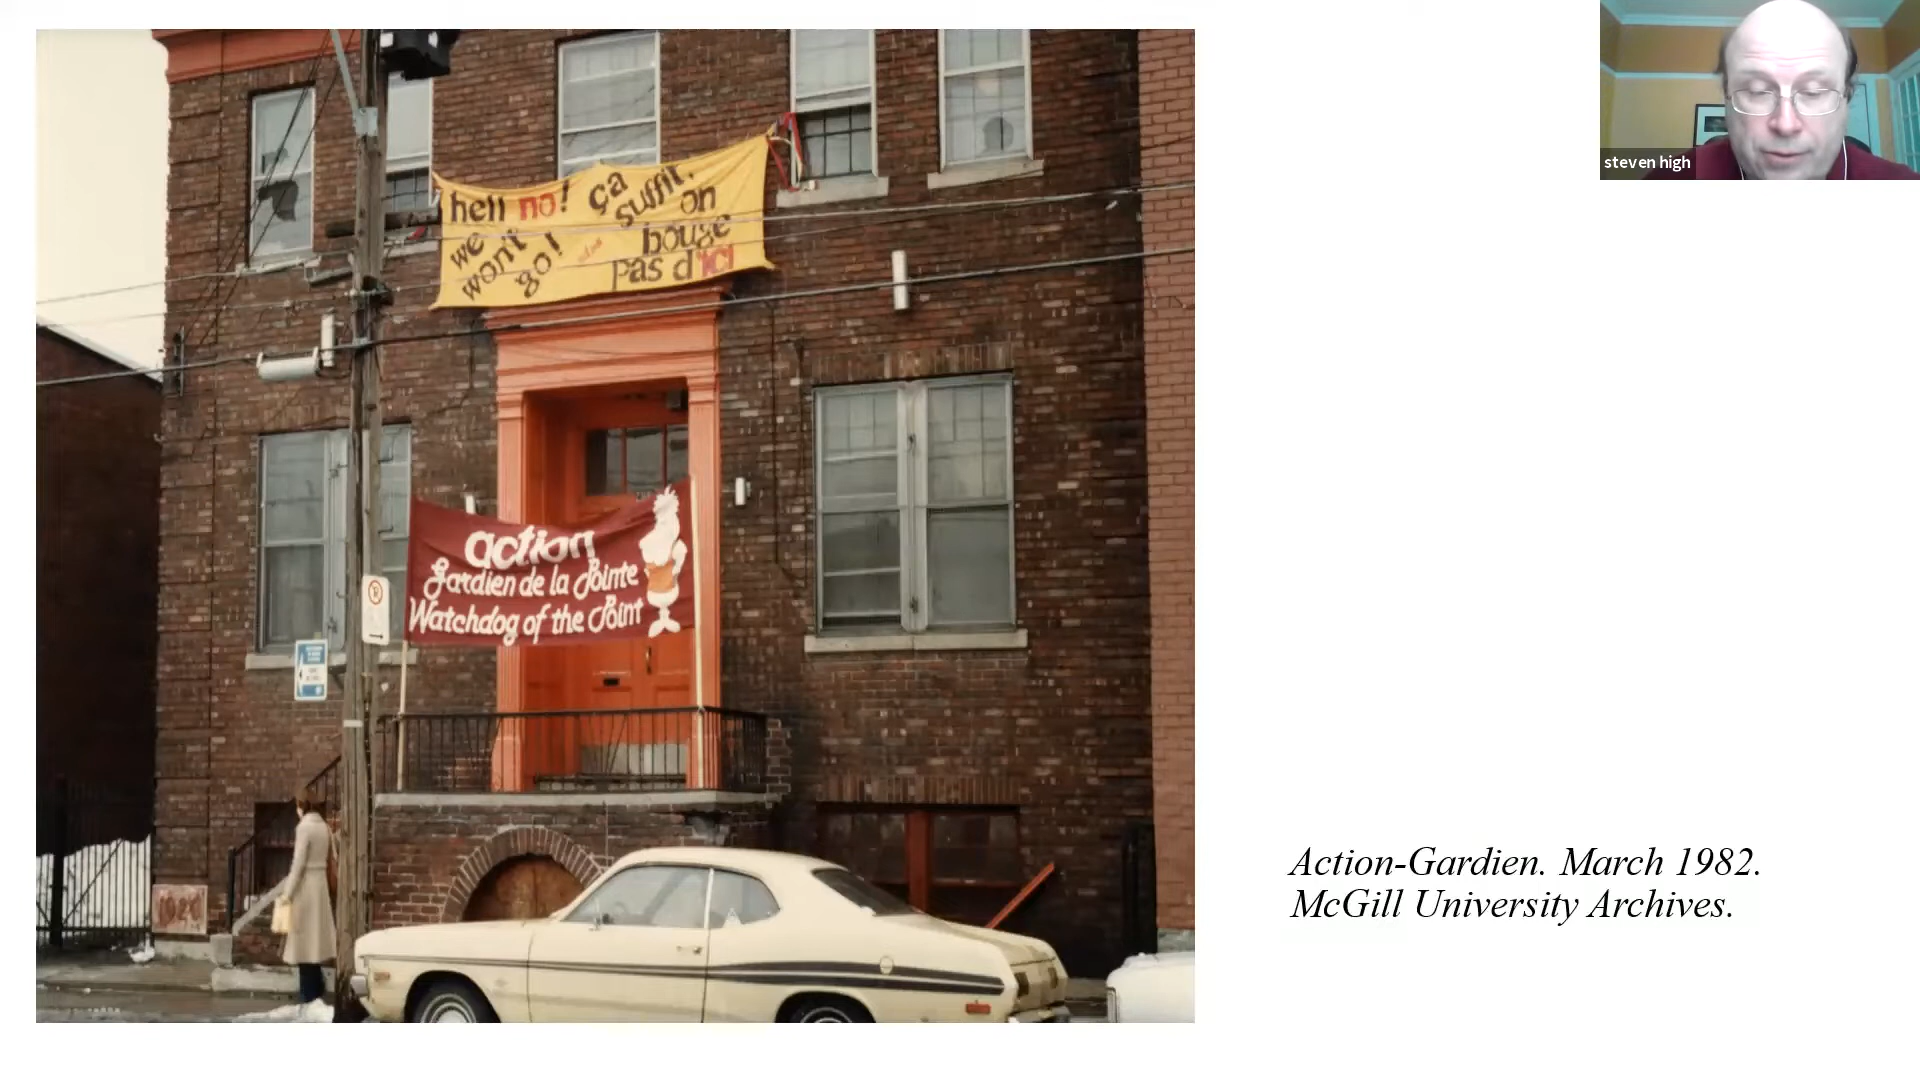 steven high
hell no!
we
won't
go!
ça
suffit,
on
bouge
pas d'ICI
action
Gardien de la Pointe
Watchdog of the Point
Action-Gardien. March 1982.
McGill University Archives.